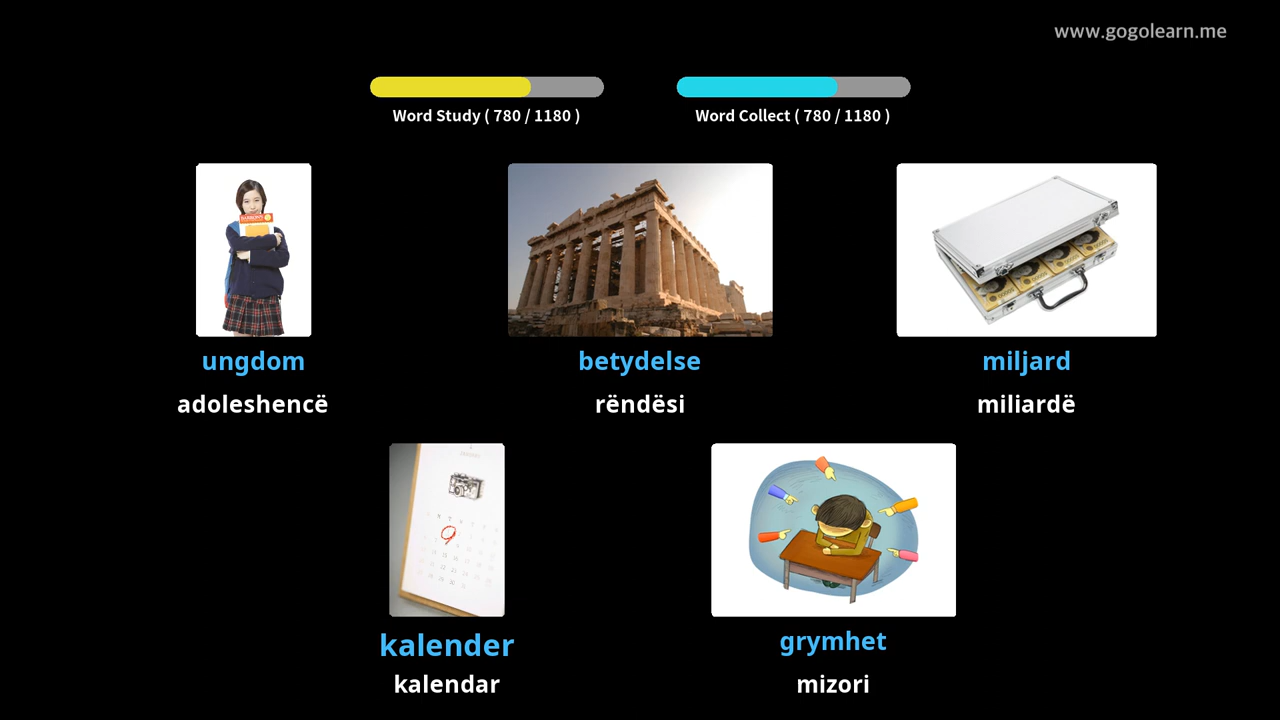 www.gogolearn.me
Word Study ( 780 / 1180 )
Word Collect ( 780 / 1180 )
ungdom
betydelse
miljard
adoleshencë
rëndësi
miliardë
kalender
grymhet
kalendar
mizori